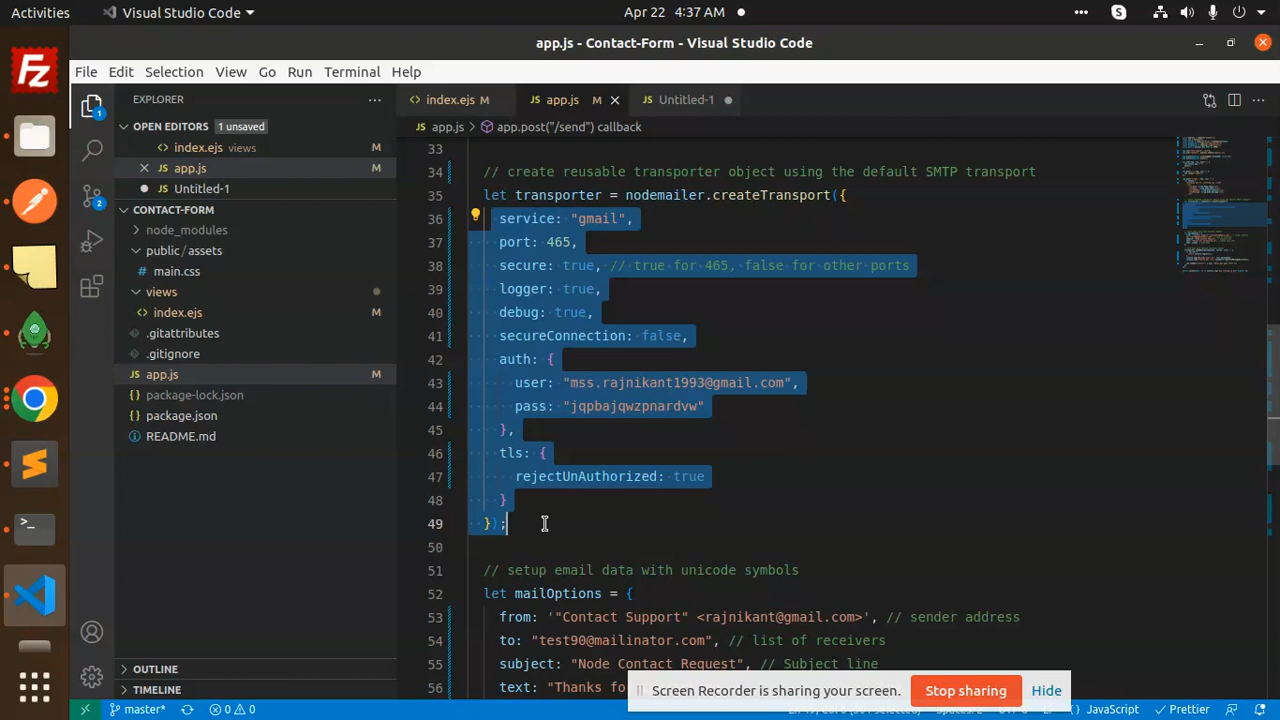 Activities
Visual Studio Code
Apr 22 4:37 AM
app.js - Contact-Form - Visual Studio Code
File Edit Selection View Go Run Terminal Help
EXPLORER
OPEN EDITORS 1 unsaved
index.ejs views M
app.js M
Untitled-1
CONTACT-FORM
node_modules
public/assets
main.css
views
index.ejs M
.gitattributes
.gitignore
app.js M
package-lock.json
package.json
README.md
OUTLINE
TIMELINE
index.ejs M
app.js M
Untitled-1
app.js > app.post("/send") callback
33
34 // create reusable transporter object using the default SMTP transport
35 let transporter = nodemailer.createTransport({
36 service: "gmail",
37 port: 465,
38 secure: true, // true for 465, false for other ports
39 logger: true,
40 debug: true,
41 secureConnection: false,
42 auth: {
43 user: "mss.rajnikant1993@gmail.com",
44 pass: "jqpbajqwzpnardvw"
45 },
46 tls: {
47 rejectUnAuthorized: true
48 }
49 });
50
51 // setup email data with unicode symbols
52 let mailOptions = {
53 from: '"Contact Support" <rajnikant@gmail.com>', // sender address
54 to: "test90@mailinator.com", // list of receivers
55 subject: "Node Contact Request", // Subject line
56 text: "Thanks fo
Screen Recorder is sharing your screen.
Stop sharing
Hide
master*
0 0
JavaScript
Prettier